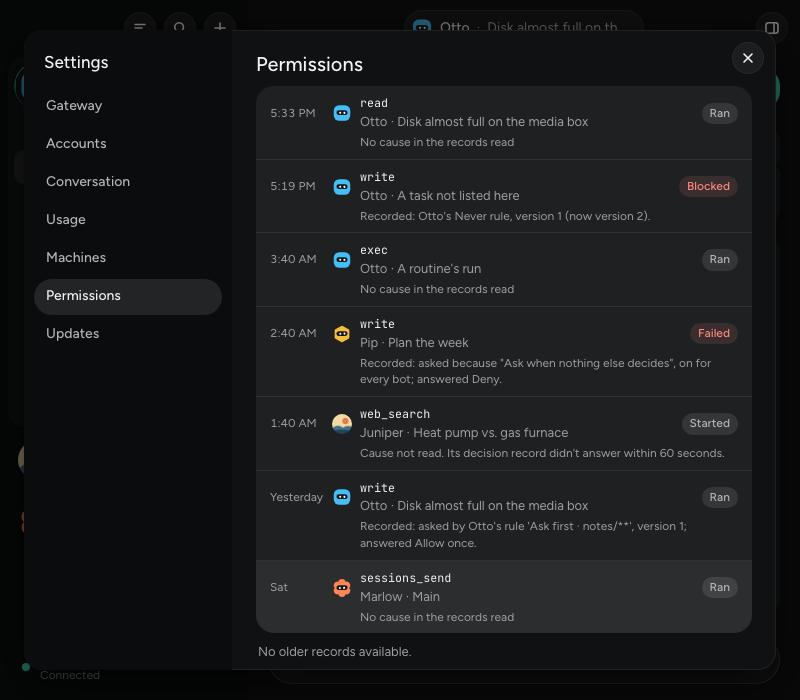 Otto · Disk almost full on th
Settings
Gateway
Accounts
Conversation
Usage
Machines
Permissions
Updates
Connected
Permissions
5:33 PM
read
Otto · Disk almost full on the media box
No cause in the records read
Ran
5:19 PM
write
Otto · A task not listed here
Recorded: Otto's Never rule, version 1 (now version 2).
Blocked
3:40 AM
exec
Otto · A routine's run
No cause in the records read
Ran
2:40 AM
write
Pip · Plan the week
Recorded: asked because "Ask when nothing else decides", on for
every bot; answered Deny.
Failed
1:40 AM
web_search
Juniper · Heat pump vs. gas furnace
Cause not read. Its decision record didn't answer within 60 seconds.
Started
Yesterday
write
Otto · Disk almost full on the media box
Recorded: asked by Otto's rule 'Ask first · notes/**', version 1;
answered Allow once.
Ran
Sat
sessions_send
Marlow · Main
No cause in the records read
Ran
No older records available.